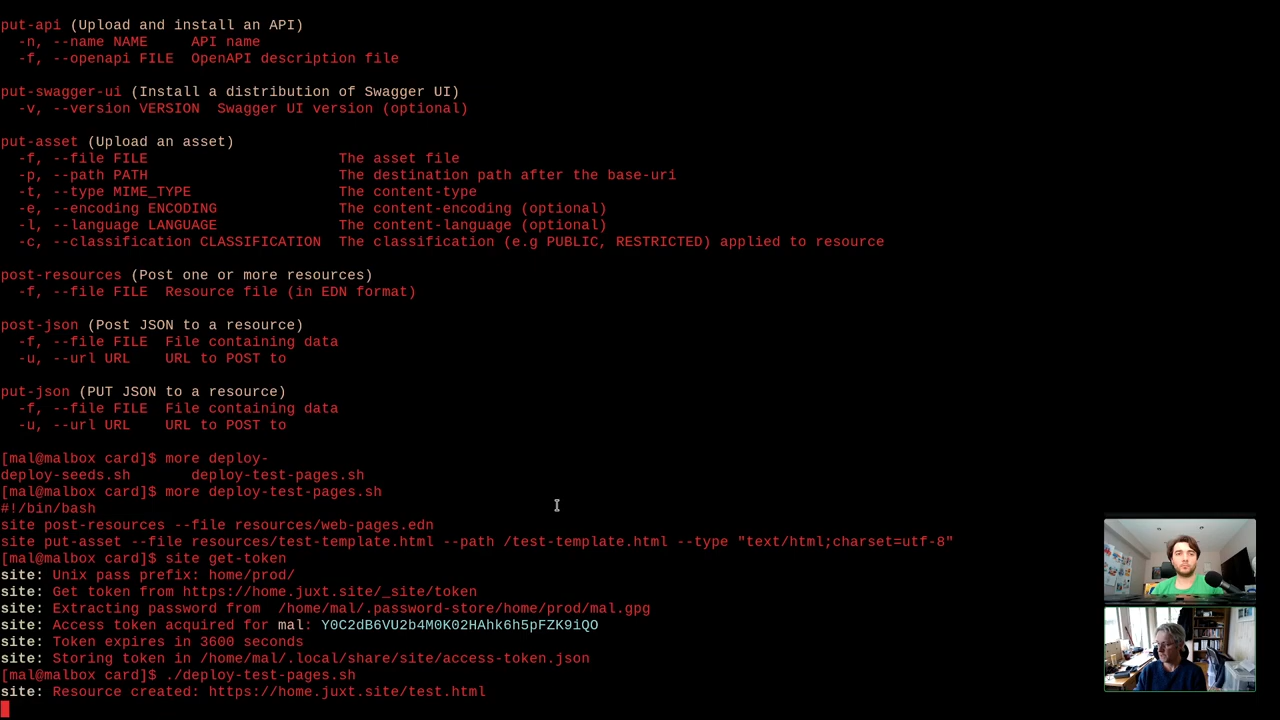 put-api (Upload and install an API)
-n, --name NAME API name
-f, --openapi FILE OpenAPI description file
put-swagger-ui (Install a distribution of Swagger UI)
-v, --version VERSION Swagger UI version (optional)
put-asset (Upload an asset)
-f, --file FILE The asset file
-p, --path PATH The destination path after the base-uri
-t, --type MIME_TYPE The content-type
-e, --encoding ENCODING The content-encoding (optional)
-l, --language LANGUAGE The content-language (optional)
-c, --classification CLASSIFICATION The classification (e.g PUBLIC, RESTRICTED) applied to resource
post-resources (Post one or more resources)
-f, --file FILE Resource file (in EDN format)
post-json (Post JSON to a resource)
-f, --file FILE File containing data
-u, --url URL URL to POST to
put-json (PUT JSON to a resource)
-f, --file FILE File containing data
-u, --url URL URL to POST to
[mal@malbox card]$ more deploy-
deploy-seeds.sh deploy-test-pages.sh
[mal@malbox card]$ more deploy-test-pages.sh
#!/bin/bash
site post-resources --file resources/web-pages.edn
site put-asset --file resources/test-template.html --path /test-template.html --type "text/html;charset=utf-8"
[mal@malbox card]$ site get-token
site: Unix pass prefix: home/prod/
site: Get token from https://home.juxt.site/_site/token
site: Extracting password from /home/mal/.password-store/home/prod/mal.gpg
site: Access token acquired for mal: Y0C2dB6VU2b4M0K02HAhk6h5pFZK9iQO
site: Token expires in 3600 seconds
site: Storing token in /home/mal/.local/share/site/access-token.json
[mal@malbox card]$ ./deploy-test-pages.sh
site: Resource created: https://home.juxt.site/test.html